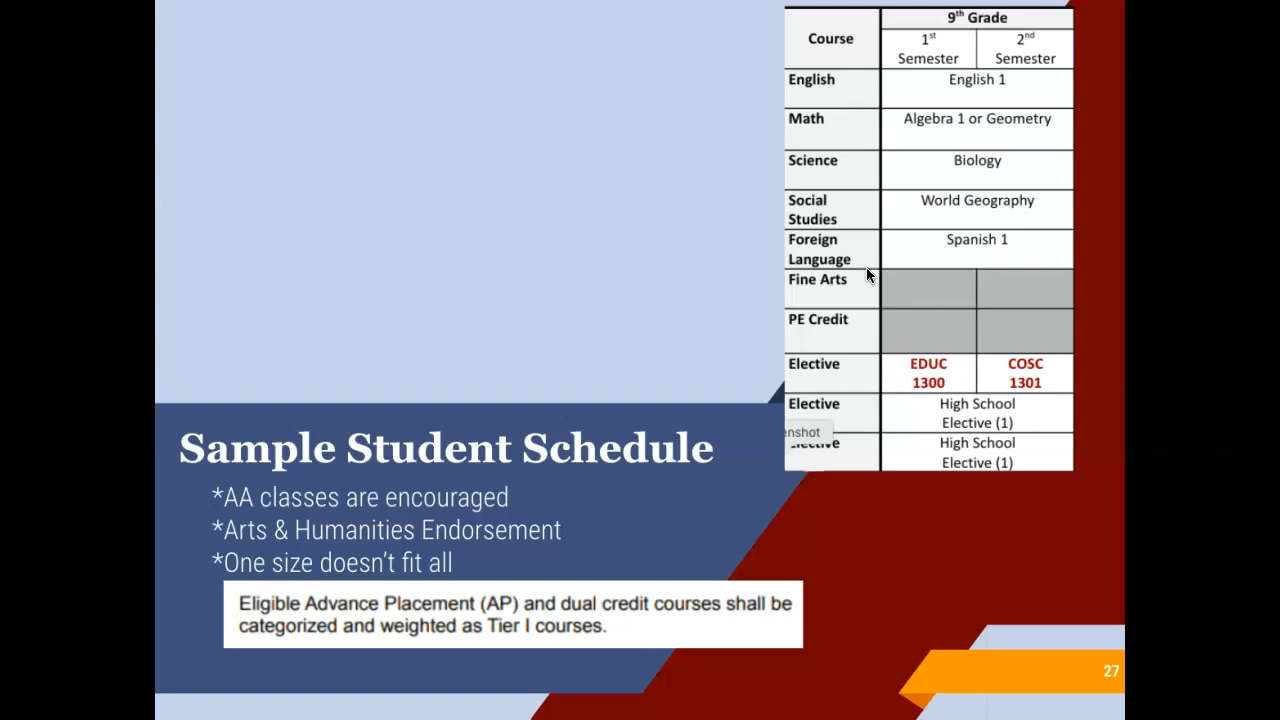 9th Grade
Course
1st
Semester
2nd
Semester
English
English 1
Math
Algebra 1 or Geometry
Science
Biology
Social
Studies
World Geography
Foreign
Language
Spanish 1
Fine Arts
PE Credit
Elective
EDUC
1300
COSC
1301
Elective
High School
Elective (1)
enshot
Elective
High School
Elective (1)
Sample Student Schedule
*AA classes are encouraged
*Arts & Humanities Endorsement
*One size doesn't fit all
Eligible Advance Placement (AP) and dual credit courses shall be
categorized and weighted as Tier I courses.
27